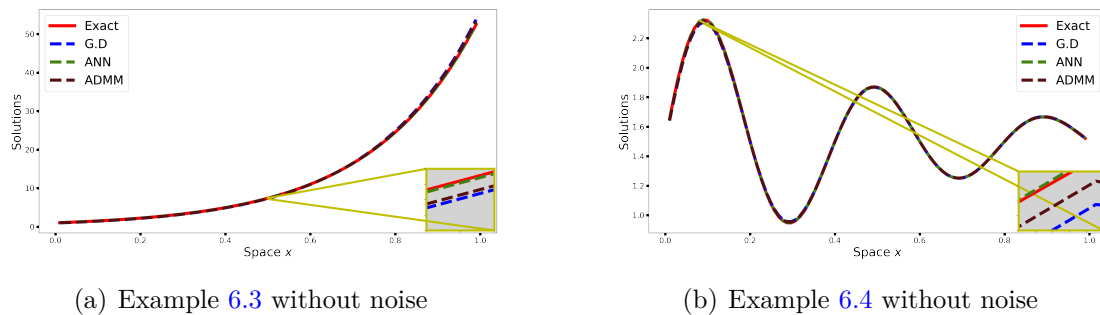 Exact
G.D
ANN
ADMM
50
40
30
20
10
0
0.0 0.2 0.4 0.6 0.8 1.0
Solutions
Space x
(a) Example 6.3 without noise
Exact
G.D
ANN
ADMM
2.2
2.0
1.8
1.6
1.4
1.2
1.0
0.0 0.2 0.4 0.6 0.8 1.0
Solutions
Space x
(b) Example 6.4 without noise